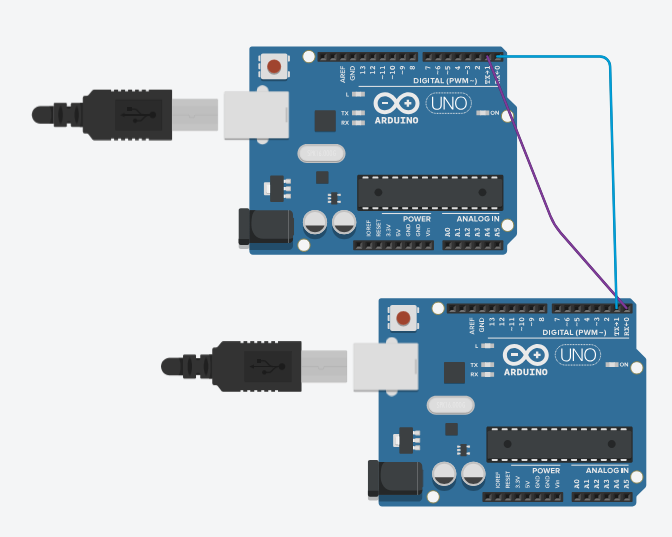 AREF
GND
13
12
~11
~10
~9
8
7
~6
~5
4
~3
2
TX→1
DIGITAL (PWM~)
L
TX
RX
UNO
ARDUINO
ON
POWER
ANALOG IN
IOREF
RESET
3.3V
5V
GND
GND
Vin
A0
A1
A2
A3
A4
A5
AREF
GND
13
12
~11
~10
~9
8
7
~6
~5
4
~3
2
TX→1
RX←0
DIGITAL (PWM~)
L
TX
RX
UNO
ARDUINO
ON
POWER
ANALOG IN
IOREF
RESET
3.3V
5V
GND
GND
Vin
A0
A1
A2
A3
A4
A5